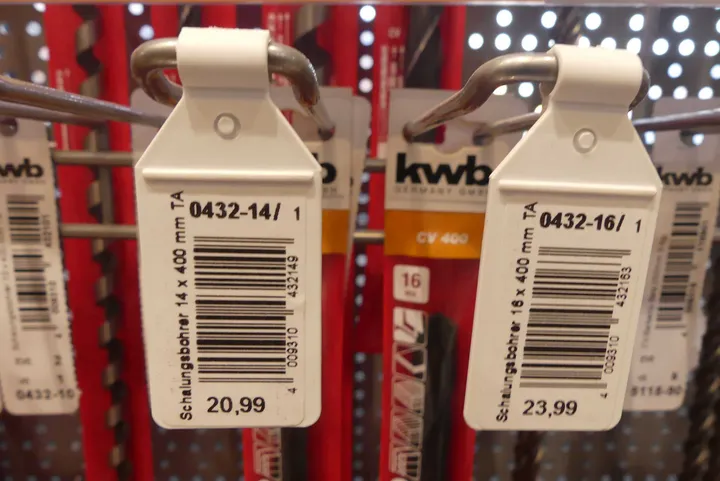 kwb
0432-10
0432-14/ 1
Schalungsbohrer 14 x 400 mm TA
4 009310 432149
20,99
b
kwb
GERMANY GMBH
CV 400
16
0432-16/ 1
Schalungsbohrer 16 x 400 mm TA
4 009310 432163
23,99
kwb